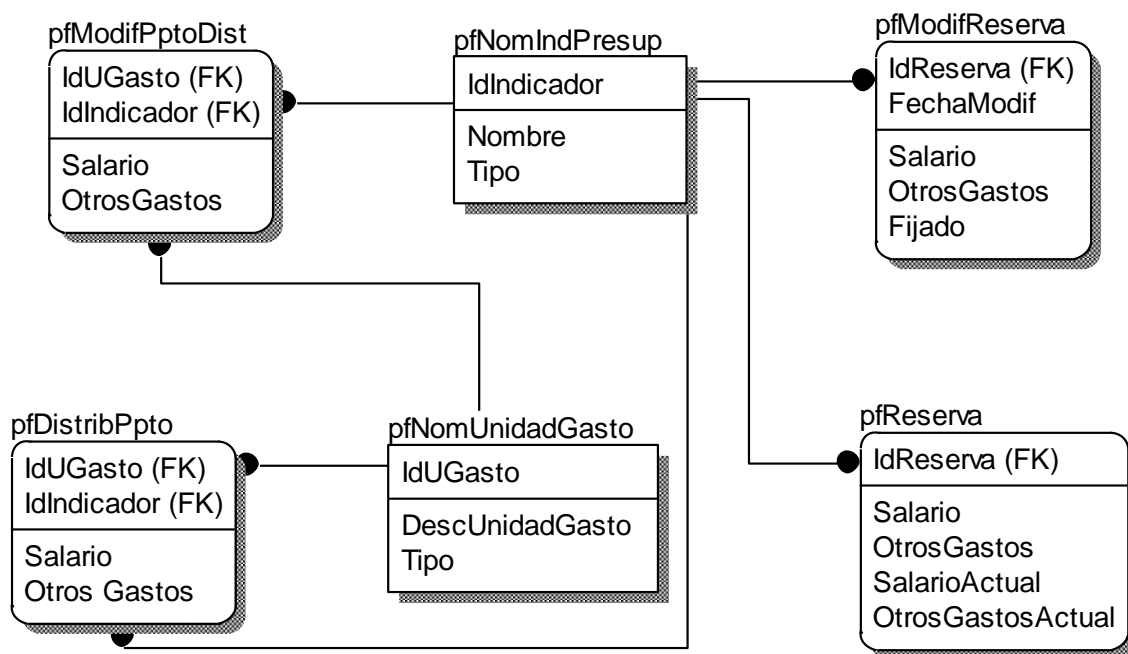 pfModifPptoDist
IdUGasto (FK)
IdIndicador (FK)
Salario
OtrosGastos
pfNomIndPresup
IdIndicador
Nombre
Tipo
pfModifReserva
IdReserva (FK)
FechaModif
Salario
OtrosGastos
Fijado
pfDistribPpto
IdUGasto (FK)
IdIndicador (FK)
Salario
Otros Gastos
pfNomUnidadGasto
IdUGasto
DescUnidadGasto
Tipo
pfReserva
IdReserva (FK)
Salario
OtrosGastos
SalarioActual
OtrosGastosActual